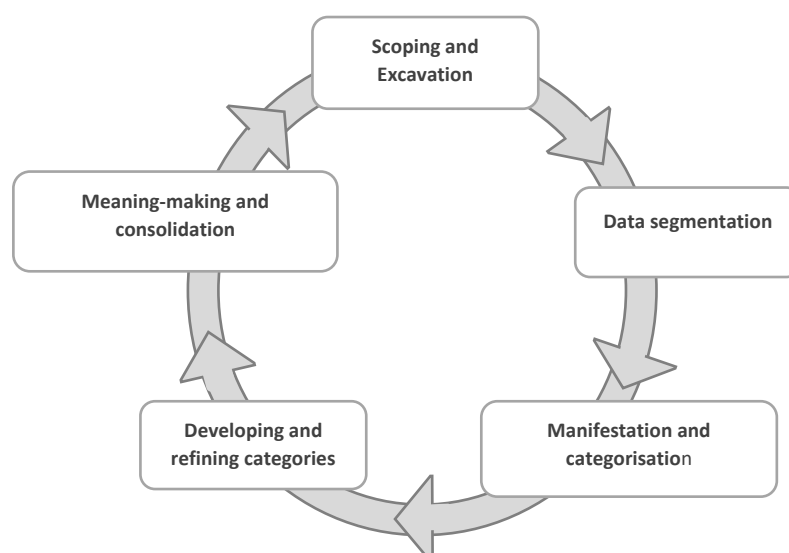 Scoping and
Excavation
Data segmentation
Manifestation and
categorisation
Developing and
refining categories
Meaning-making and
consolidation